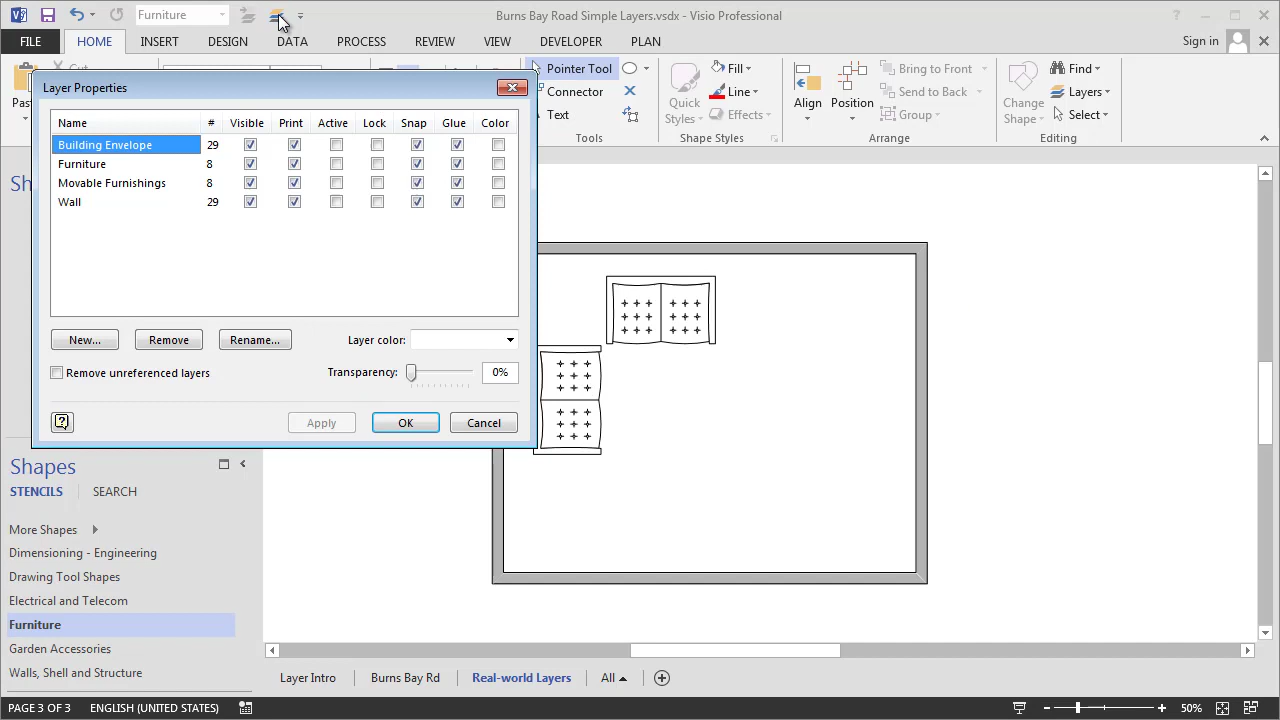 Furniture
Burns Bay Road Simple Layers.vsdx - Visio Professional
?
FILE
HOME
INSERT
DESIGN
DATA
PROCESS
REVIEW
VIEW
DEVELOPER
PLAN
Sign in
Cut
Pointer Tool
Connector
Text
Tools
Quick
Styles
Fill
Line
Effects
Shape Styles
Align
Position
Bring to Front
Send to Back
Group
Arrange
Change
Shape
Find
Layers
Select
Editing
Layer Properties
Name # Visible Print Active Lock Snap Glue Color
Building Envelope 29
Furniture 8
Movable Furnishings 8
Wall 29
New... Remove Rename... Layer color:
Remove unreferenced layers Transparency: 0%
Apply OK Cancel
Shapes
STENCILS SEARCH
More Shapes
Dimensioning - Engineering
Drawing Tool Shapes
Electrical and Telecom
Furniture
Garden Accessories
Walls, Shell and Structure
Layer Intro Burns Bay Rd Real-world Layers All
PAGE 3 OF 3 ENGLISH (UNITED STATES) 50%